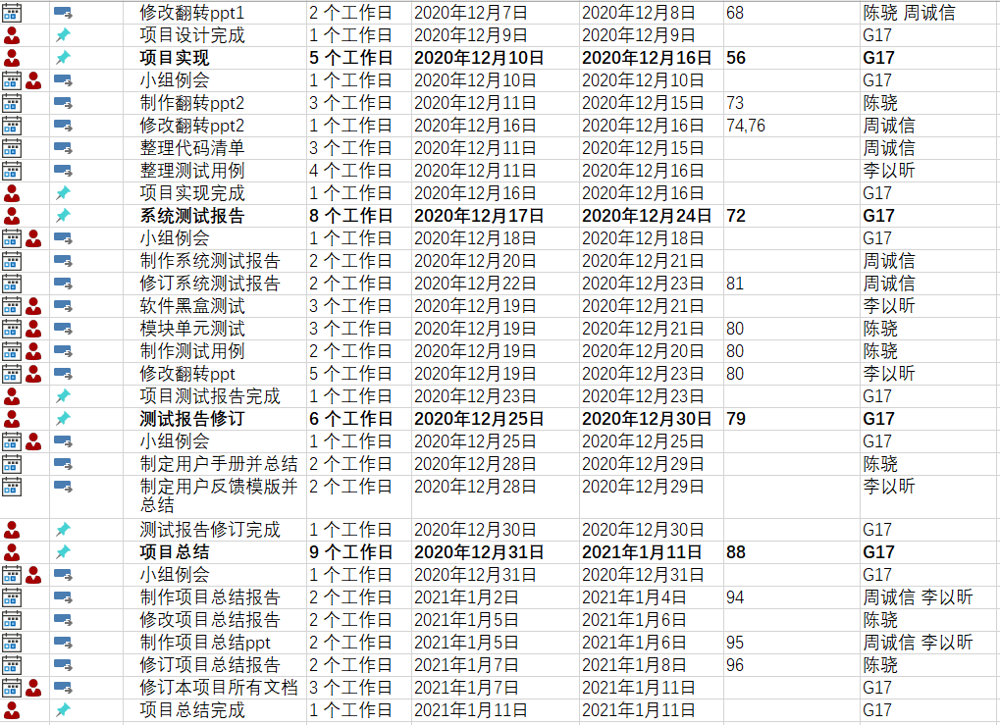 修改翻转ppt1 2 个工作日 2020年12月7日 2020年12月8日 68 陈骁 周诚信
项目设计完成 1 个工作日 2020年12月9日 2020年12月9日 G17
项目实现 5 个工作日 2020年12月10日 2020年12月16日 56 G17
小组例会 1 个工作日 2020年12月10日 2020年12月10日 G17
制作翻转ppt2 3 个工作日 2020年12月11日 2020年12月15日 73 陈骁
修改翻转ppt2 1 个工作日 2020年12月16日 2020年12月16日 74,76 周诚信
整理代码清单 3 个工作日 2020年12月11日 2020年12月15日 周诚信
整理测试用例 4 个工作日 2020年12月11日 2020年12月16日 李以昕
项目实现完成 1 个工作日 2020年12月16日 2020年12月16日 G17
系统测试报告 8 个工作日 2020年12月17日 2020年12月24日 72 G17
小组例会 1 个工作日 2020年12月18日 2020年12月18日 G17
制作系统测试报告 2 个工作日 2020年12月20日 2020年12月21日 周诚信
修订系统测试报告 2 个工作日 2020年12月22日 2020年12月23日 81 周诚信
软件黑盒测试 3 个工作日 2020年12月19日 2020年12月21日 李以昕
模块单元测试 3 个工作日 2020年12月19日 2020年12月21日 80 陈骁
制作测试用例 2 个工作日 2020年12月19日 2020年12月20日 80 陈骁
修改翻转ppt 5 个工作日 2020年12月19日 2020年12月23日 80 李以昕
项目测试报告完成 1 个工作日 2020年12月23日 2020年12月23日 G17
测试报告修订 6 个工作日 2020年12月25日 2020年12月30日 79 G17
小组例会 1 个工作日 2020年12月25日 2020年12月25日 G17
制定用户手册并总结 2 个工作日 2020年12月28日 2020年12月29日 陈骁
制定用户反馈模版并 2 个工作日 2020年12月28日 2020年12月29日 李以昕
总结
测试报告修订完成 1 个工作日 2020年12月30日 2020年12月30日 G17
项目总结 9 个工作日 2020年12月31日 2021年1月11日 88 G17
小组例会 1 个工作日 2020年12月31日 2020年12月31日 G17
制作项目总结报告 2 个工作日 2021年1月2日 2021年1月4日 94 周诚信 李以昕
修改项目总结报告 2 个工作日 2021年1月5日 2021年1月6日 陈骁
制作项目总结ppt 2 个工作日 2021年1月5日 2021年1月6日 95 周诚信 李以昕
修订项目总结报告 2 个工作日 2021年1月7日 2021年1月8日 96 陈骁
修订本项目所有文档 3 个工作日 2021年1月7日 2021年1月11日 G17
项目总结完成 1 个工作日 2021年1月11日 2021年1月11日 G17